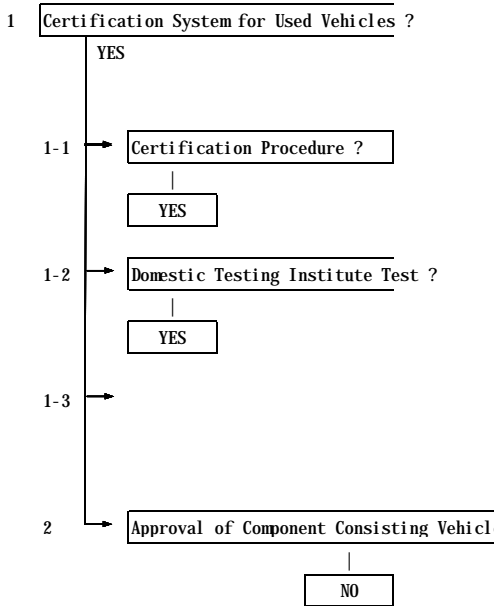 1 Certification System for Used Vehicles ?
YES
1-1 Certification Procedure ?
YES
1-2 Domestic Testing Institute Test ?
YES
1-3
2 Approval of Component Consisting Vehicl
NO